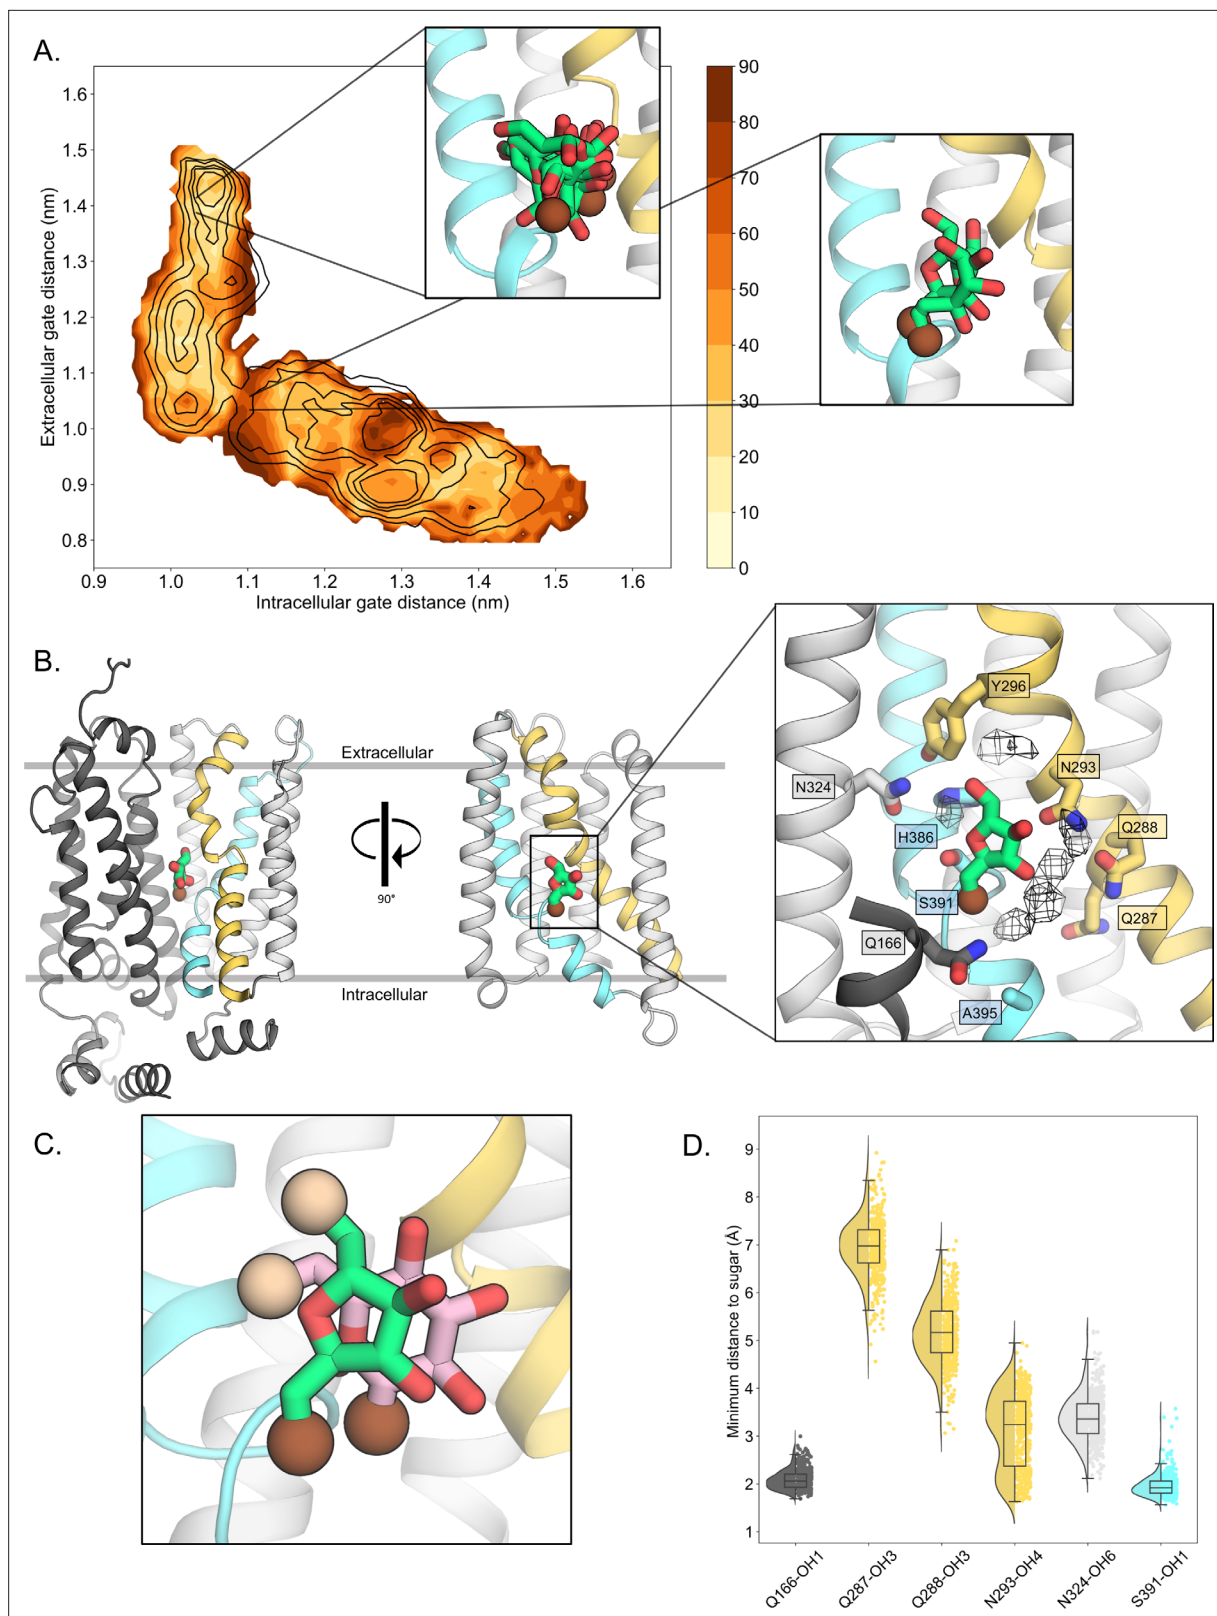 A.
1.6
1.5
1.4
1.3
1.2
1.1
1.0
0.9
0.8
Extracellular gate distance (nm)
0.9 1.0 1.1 1.2 1.3 1.4 1.5 1.6
Intracellular gate distance (nm)
90
80
70
60
50
40
30
20
10
0
B.
Extracellular
90°
Intracellular
Y296
N324
N293
H386
Q288
S391
Q287
Q166
A395
C.
D.
9
8
7
6
5
4
3
2
1
Minimum distance to sugar (Å)
Q166-OH1 Q287-OH3 Q288-OH3 N293-OH4 N324-OH6 S391-OH1